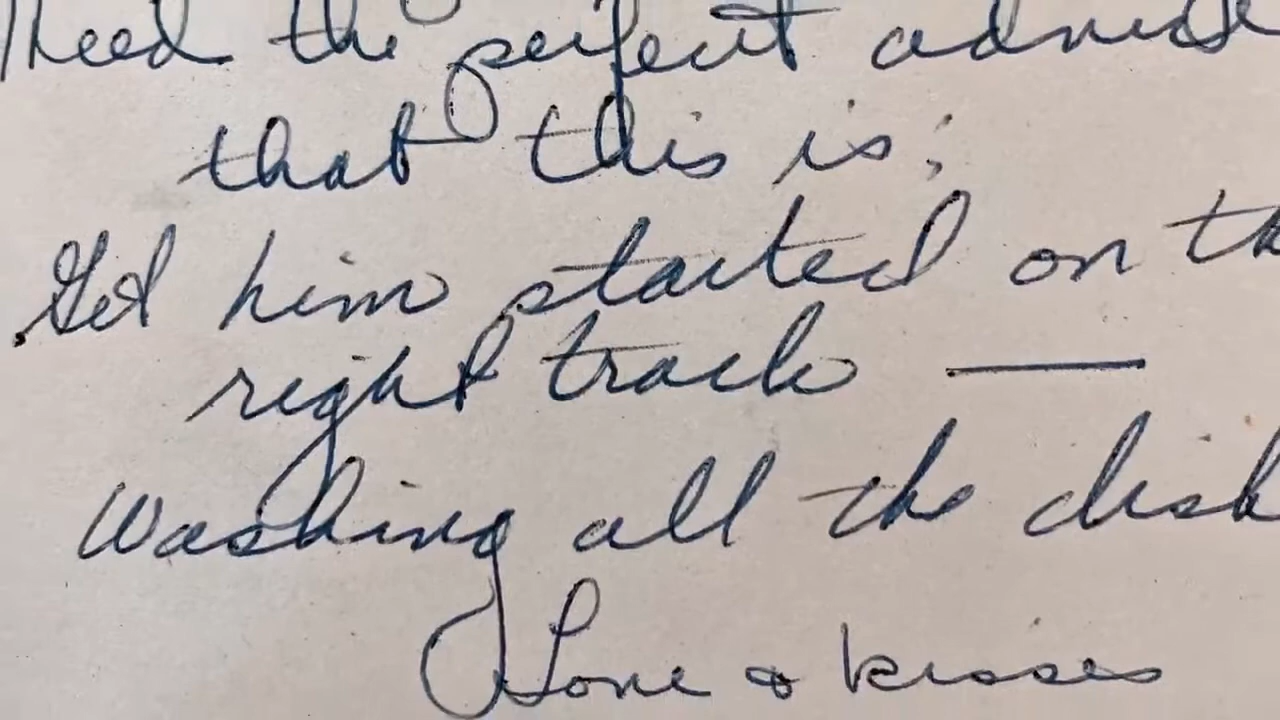 Heed the perfect advice
that this is:
Get him started on th
right track —
Washing all the dish
Love & kisses